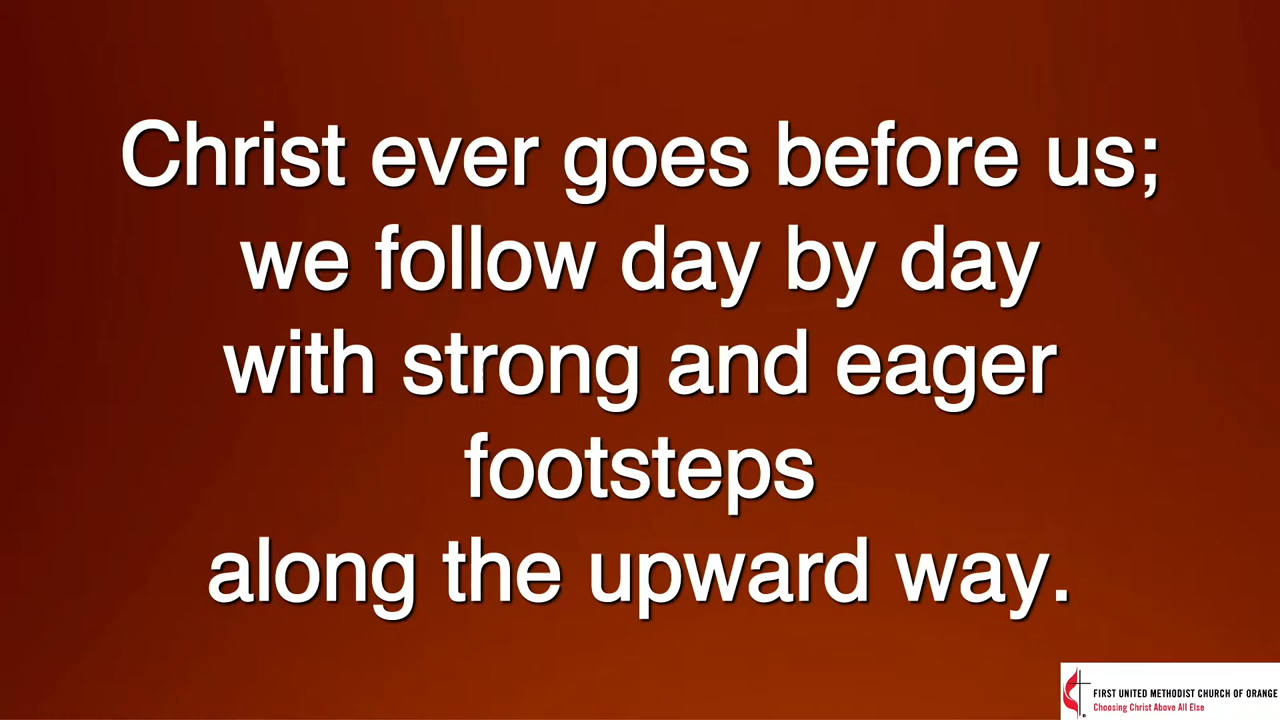 Christ ever goes before us;
we follow day by day
with strong and eager
footsteps
along the upward way.
FIRST UNITED METHODIST CHURCH OF ORANGE
Choosing Christ Above All Else